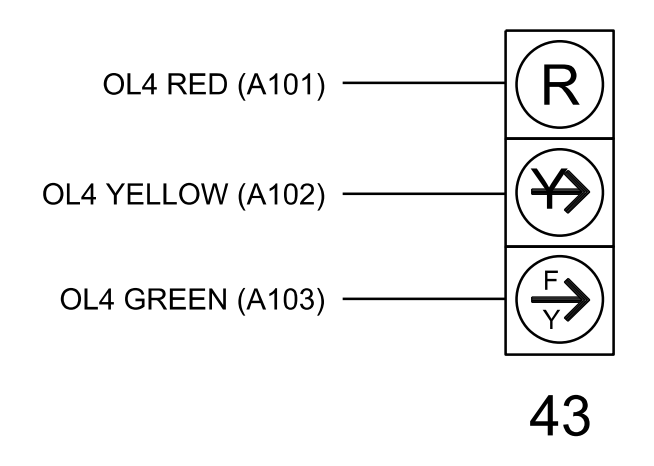 OL4 RED (A101) R
OL4 YELLOW (A102) Y
OL4 GREEN (A103) F
Y
43